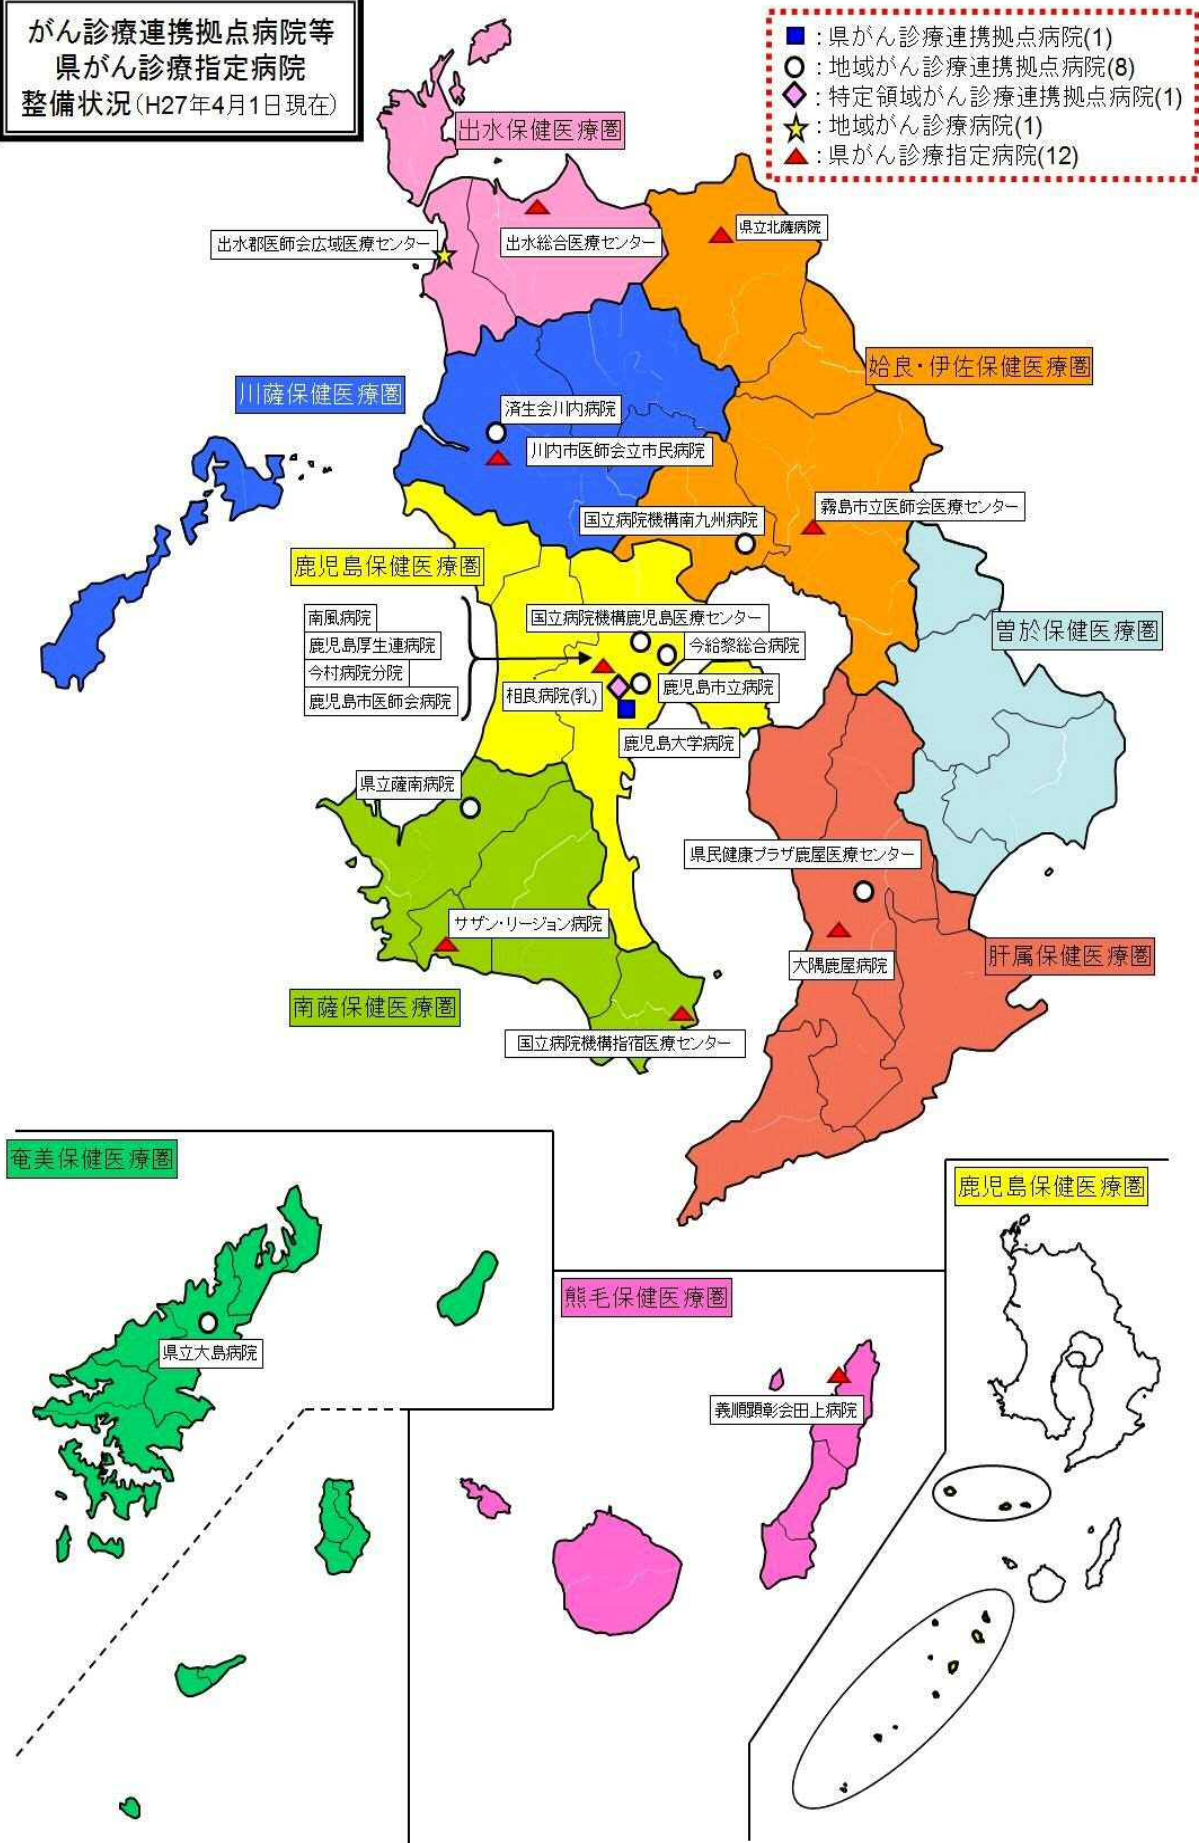 がん診療連携拠点病院等
県がん診療指定病院
整備状況(H27年4月1日現在)
:県がん診療連携拠点病院(1)
:地域がん診療連携拠点病院(8)
:特定領域がん診療連携拠点病院(1)
:地域がん診療病院(1)
:県がん診療指定病院(12)
出水保健医療圏
出水郡医師会広域医療センター
出水総合医療センター
県立北薩病院
姶良・伊佐保健医療圏
川薩保健医療圏
済生会川内病院
川内市医師会立市民病院
霧島市立医師会医療センター
国立病院機構南九州病院
鹿児島保健医療圏
南風病院
鹿児島厚生連病院
今村病院分院
鹿児島市医師会病院
国立病院機構鹿児島医療センター
今給黎総合病院
相良病院(乳)
鹿児島市立病院
鹿児島大学病院
曽於保健医療圏
県立薩南病院
県民健康プラザ鹿屋医療センター
サザン・リージョン病院
大隅鹿屋病院
肝属保健医療圏
南薩保健医療圏
国立病院機構指宿医療センター
奄美保健医療圏
県立大島病院
熊毛保健医療圏
義順顕彰会田上病院
鹿児島保健医療圏